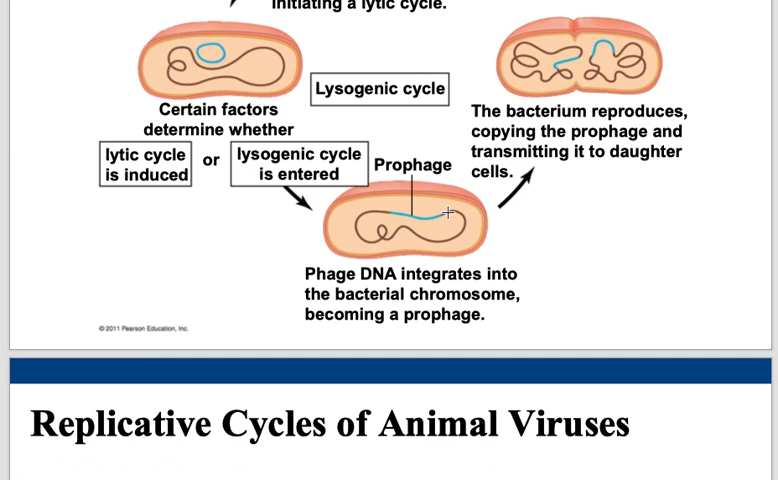 initiating a lytic cycle.
Lysogenic cycle
Certain factors
determine whether
lytic cycle
is induced
or
lysogenic cycle
is entered
Prophage
The bacterium reproduces,
copying the prophage and
transmitting it to daughter
cells.
Phage DNA integrates into
the bacterial chromosome,
becoming a prophage.
© 2011 Pearson Education, Inc.
Replicative Cycles of Animal Viruses